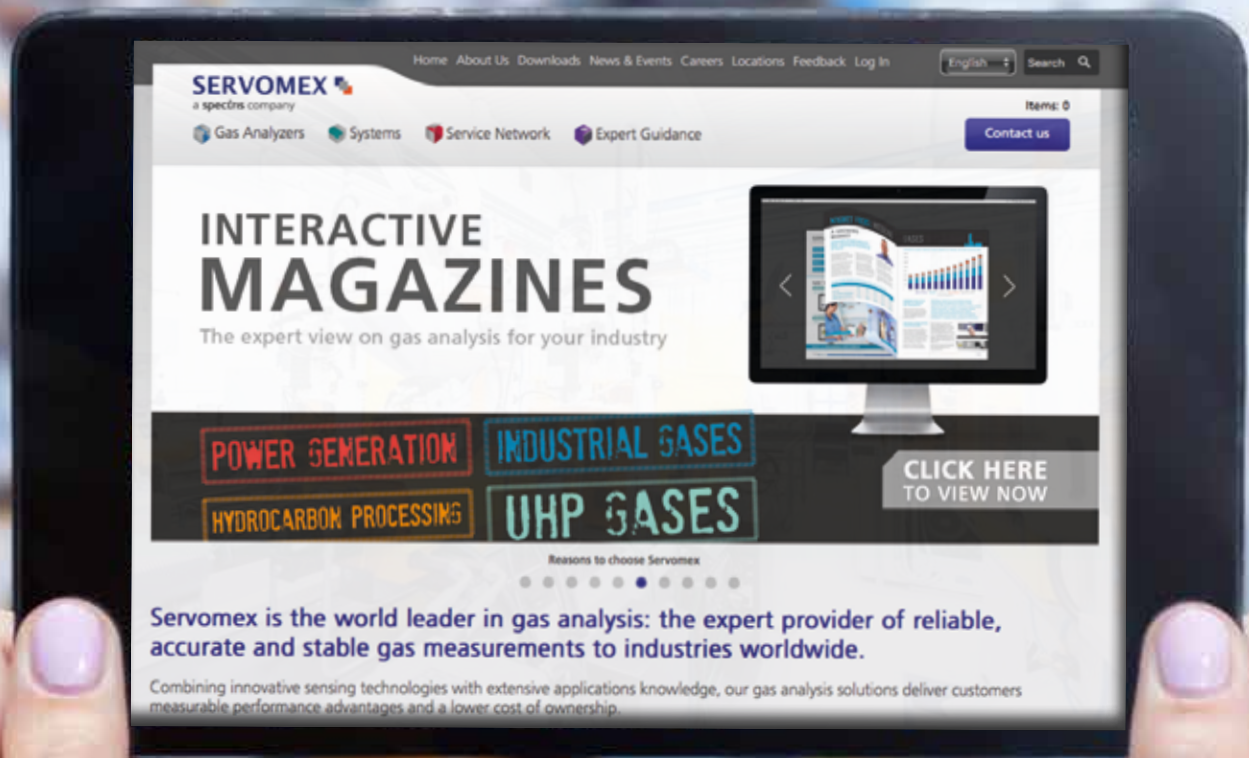 Home About Us Downloads News & Events Careers Locations Feedback Log In English Search
SERVOMEX
a spectris company
Items: 0
Gas Analyzers Systems Service Network Expert Guidance
Contact us
INTERACTIVE
MAGAZINES
The expert view on gas analysis for your industry
POWER GENERATION
INDUSTRIAL GASES
HYDROCARBON PROCESSING
UHP GASES
CLICK HERE
TO VIEW NOW
Reasons to choose Servomex
Servomex is the world leader in gas analysis: the expert provider of reliable,
accurate and stable gas measurements to industries worldwide.
Combining innovative sensing technologies with extensive applications knowledge, our gas analysis solutions deliver customers
measurable performance advantages and a lower cost of ownership.